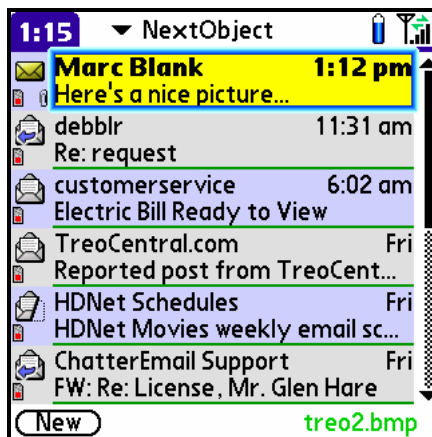 1:15 NextObject
Marc Blank 1:12 pm
Here's a nice picture...
debblr 11:31 am
Re: request
customerservice 6:02 am
Electric Bill Ready to View
TreoCentral.com Fri
Reported post from TreoCent...
HDNet Schedules Fri
HDNet Movies weekly email sc...
ChatterEmail Support Fri
FW: Re: License, Mr. Glen Hare
New treo2.bmp